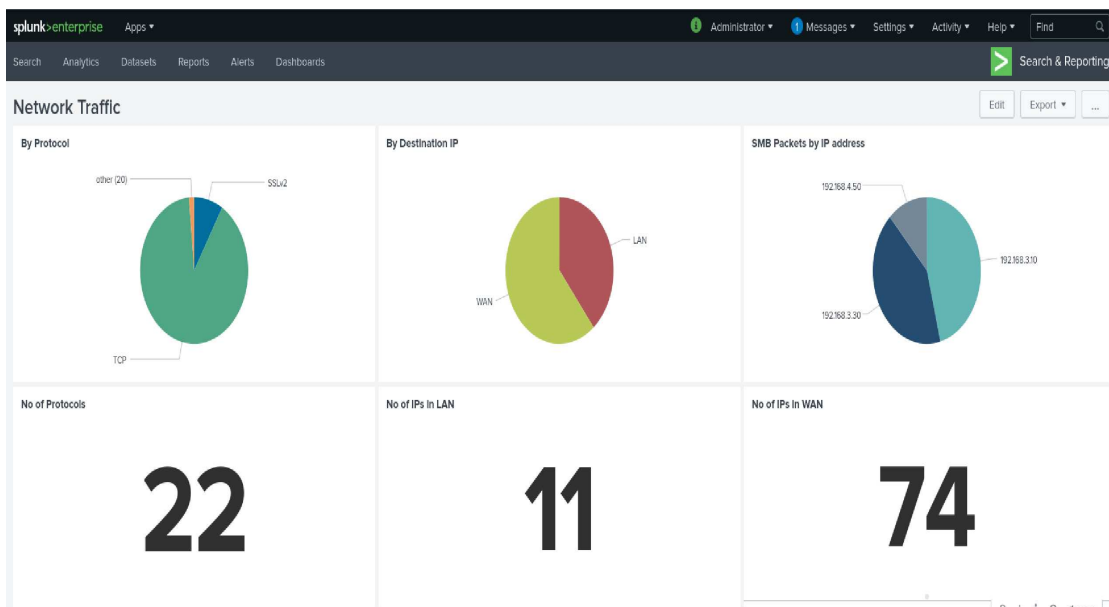 splunk>enterprise Apps ▾ i Administrator ▾ 1 Messages ▾ Settings ▾ Activity ▾ Help ▾ Find
Search Analytics Datasets Reports Alerts Dashboards > Search & Reporting
Network Traffic Edit Export ▾ ...
By Protocol
other (20)
SSLv2
TCP
By Destination IP
LAN
WAN
SMB Packets by IP address
192.168.4.50
192.168.3.10
192.168.3.30
No of Protocols
22
No of IPs in LAN
11
No of IPs in WAN
74